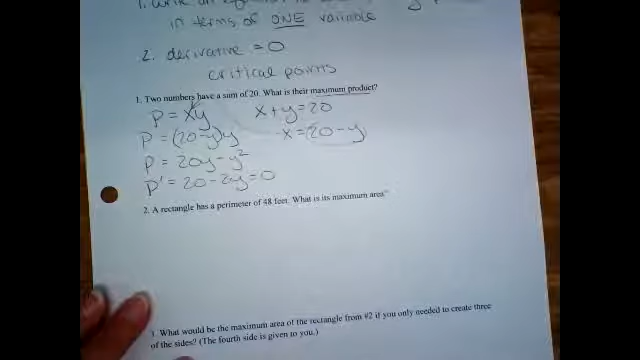 1. Write an
in terms of ONE variable
2. derivative = 0
critical points
1. Two numbers have a sum of 20. What is their maximum product?
P = xy x + y = 20
P = (20-y)y x = 20 - y
P = 20y - y²
P' = 20 - 2y = 0
2. A rectangle has a perimeter of 48 feet. What is its maximum area
3. What would be the maximum area of the rectangle from #2 if you only needed to create three
of the sides? (The fourth side is given to you.)